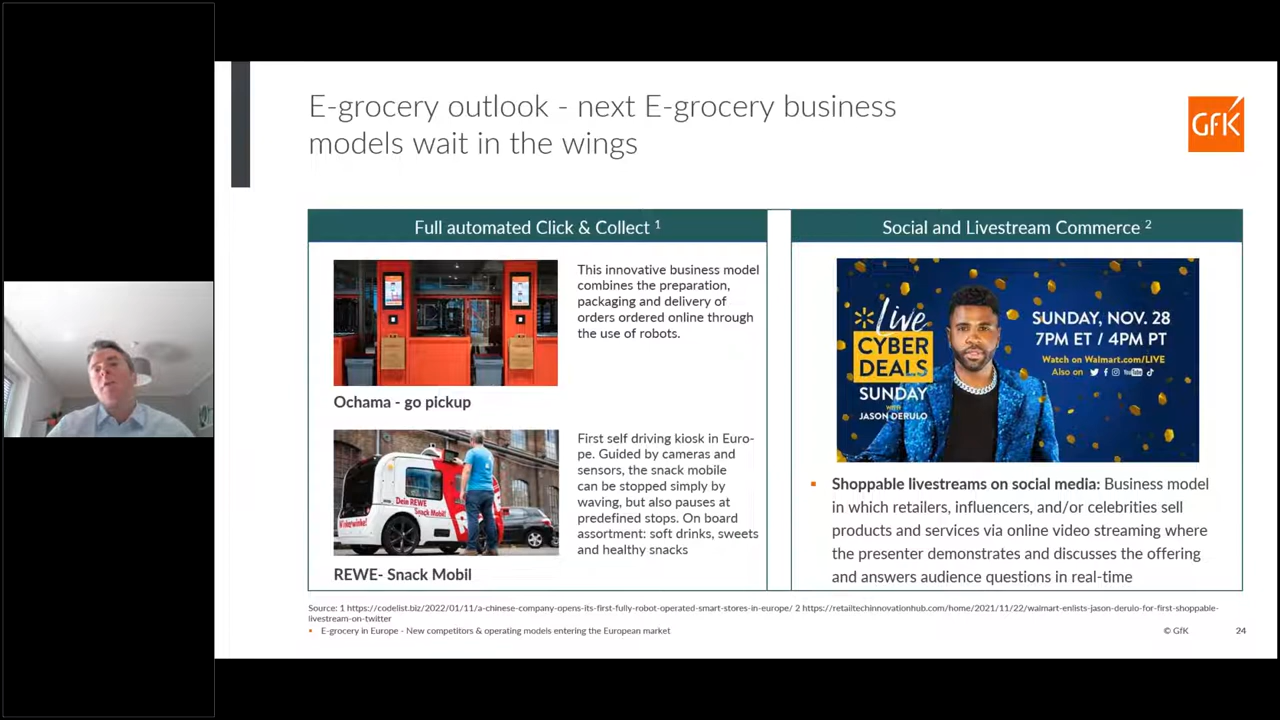 E-grocery outlook - next E-grocery business
models wait in the wings
GfK
Full automated Click & Collect 1
This innovative business model
combines the preparation,
packaging and delivery of
orders ordered online through
the use of robots.
Ochama - go pickup
Dein REWE
Snack Mobil!
First self driving kiosk in Euro-
pe. Guided by cameras and
sensors, the snack mobile
can be stopped simply by
waving, but also pauses at
predefined stops. On board
assortment: soft drinks, sweets
and healthy snacks
REWE- Snack Mobil
Social and Livestream Commerce 2
Live
CYBER
DEALS
SUNDAY
WITH
JASON DERULO
SUNDAY, NOV. 28
7PM ET / 4PM PT
Watch on Walmart.com/LIVE
Also on
Shoppable livestreams on social media: Business model
in which retailers, influencers, and/or celebrities sell
products and services via online video streaming where
the presenter demonstrates and discusses the offering
and answers audience questions in real-time
Source: 1 https://codelist.biz/2022/01/11/a-chinese-company-opens-its-first-fully-robot-operated-smart-stores-in-europe/ 2 https://retailtechinnovationhub.com/home/2021/11/22/walmart-enlists-jason-derulo-for-first-shoppable-
livestream-on-twitter
E-grocery in Europe - New competitors & operating models entering the European market
© GfK
24